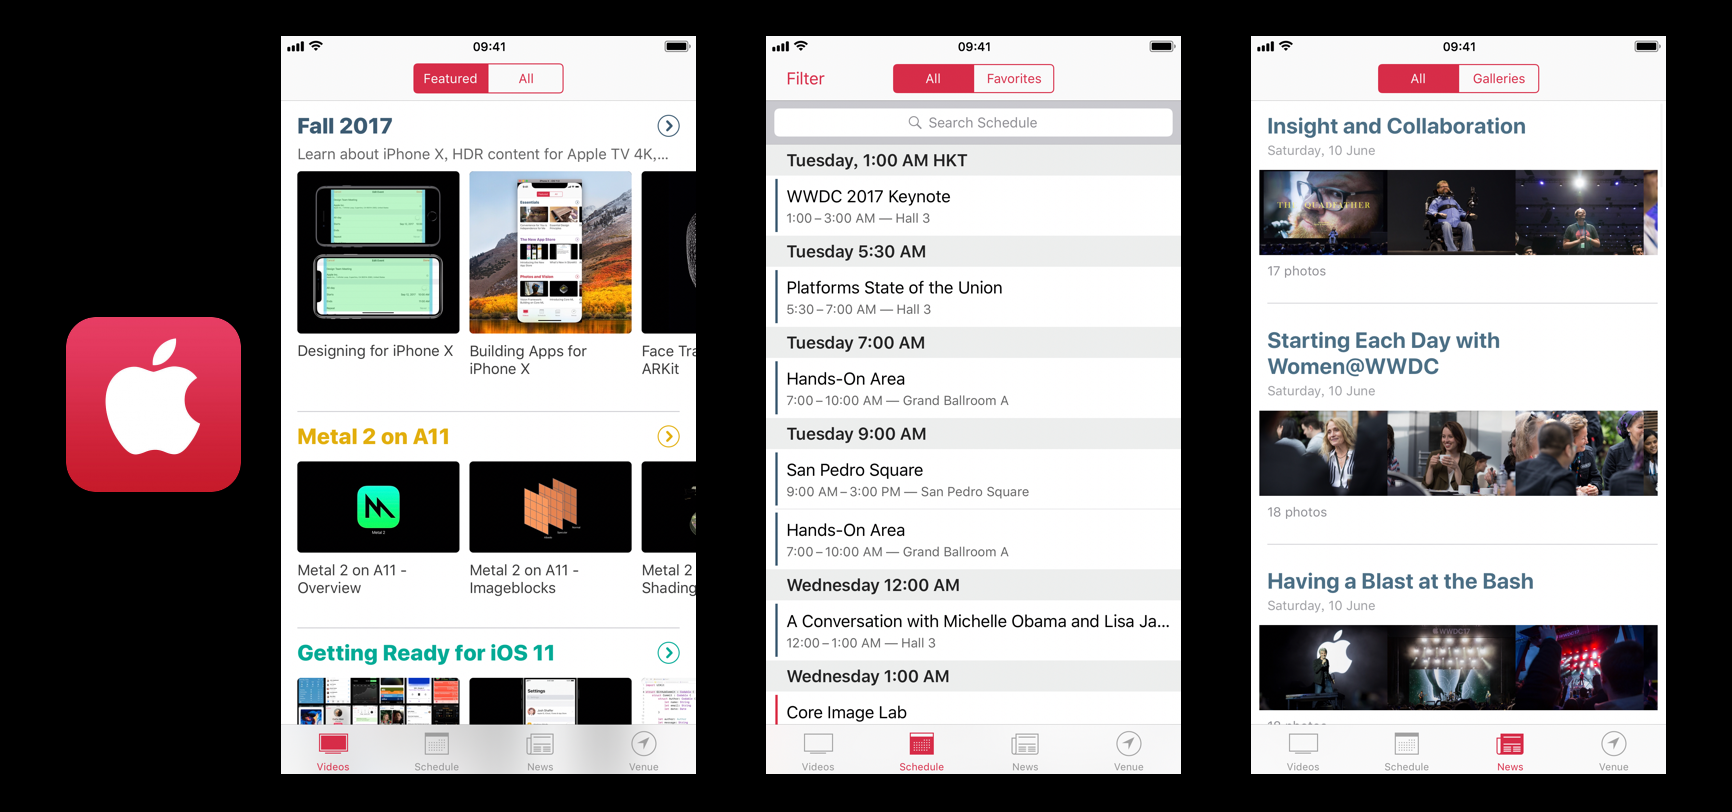 09:41
Featured
All
Fall 2017
Learn about iPhone X, HDR content for Apple TV 4K,...
Designing for iPhone X
Building Apps for
iPhone X
Face Tra
ARKit
Metal 2 on A11
Metal 2 on A11 -
Overview
Metal 2 on A11 -
Imageblocks
Metal 2
Shading
Getting Ready for iOS 11
Settings
Videos
Schedule
News
Venue
09:41
Filter
All
Favorites
Search Schedule
Tuesday, 1:00 AM HKT
WWDC 2017 Keynote
1:00 – 3:00 AM — Hall 3
Tuesday 5:30 AM
Platforms State of the Union
5:30 – 7:00 AM — Hall 3
Tuesday 7:00 AM
Hands-On Area
7:00 – 10:00 AM — Grand Ballroom A
Tuesday 9:00 AM
San Pedro Square
9:00 AM – 3:00 PM — San Pedro Square
Hands-On Area
7:00 – 10:00 AM — Grand Ballroom A
Wednesday 12:00 AM
A Conversation with Michelle Obama and Lisa Ja...
12:00 – 1:00 AM — Hall 3
Wednesday 1:00 AM
Core Image Lab
Videos
Schedule
News
Venue
09:41
All
Galleries
Insight and Collaboration
Saturday, 10 June
THE QUADFATHER
17 photos
Starting Each Day with
Women@WWDC
Saturday, 10 June
18 photos
Having a Blast at the Bash
Saturday, 10 June
WWDC17
Videos
Schedule
News
Venue